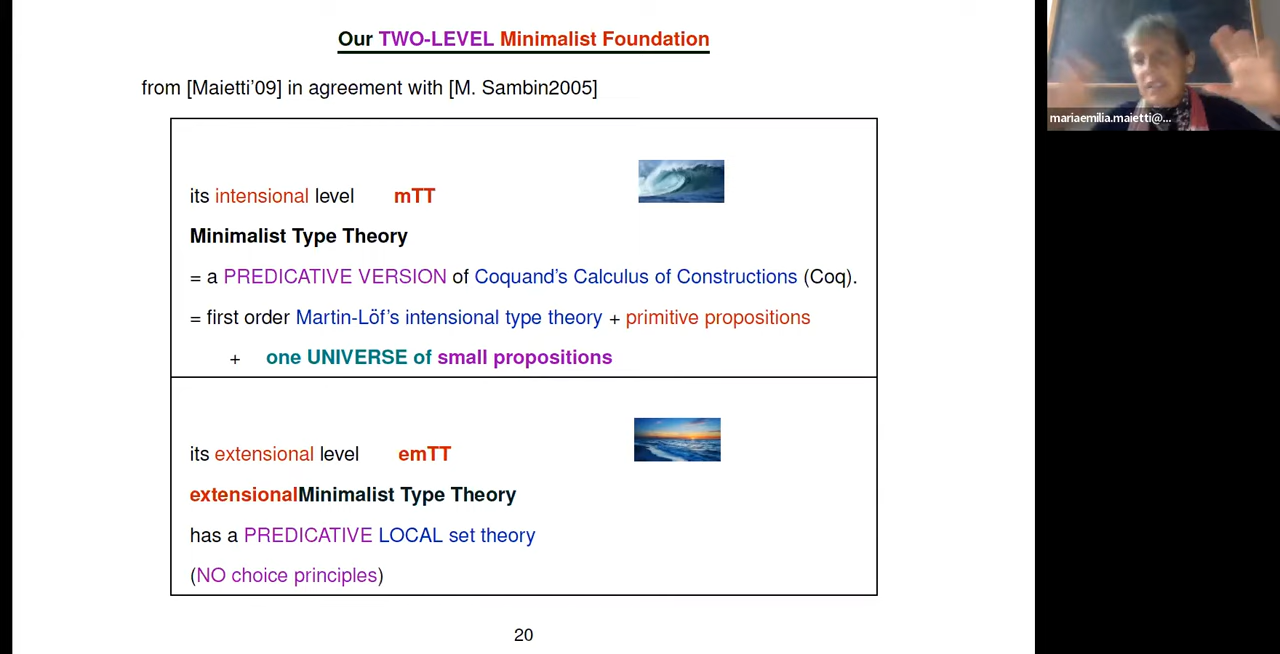 Our TWO-LEVEL Minimalist Foundation
from [Maietti'09] in agreement with [M. Sambin2005]
its intensional level mTT
Minimalist Type Theory
= a PREDICATIVE VERSION of Coquand's Calculus of Constructions (Coq).
= first order Martin-Löf's intensional type theory + primitive propositions
+ one UNIVERSE of small propositions
its extensional level emTT
extensionalMinimalist Type Theory
has a PREDICATIVE LOCAL set theory
(NO choice principles)
20
mariaemilia.maietti@...